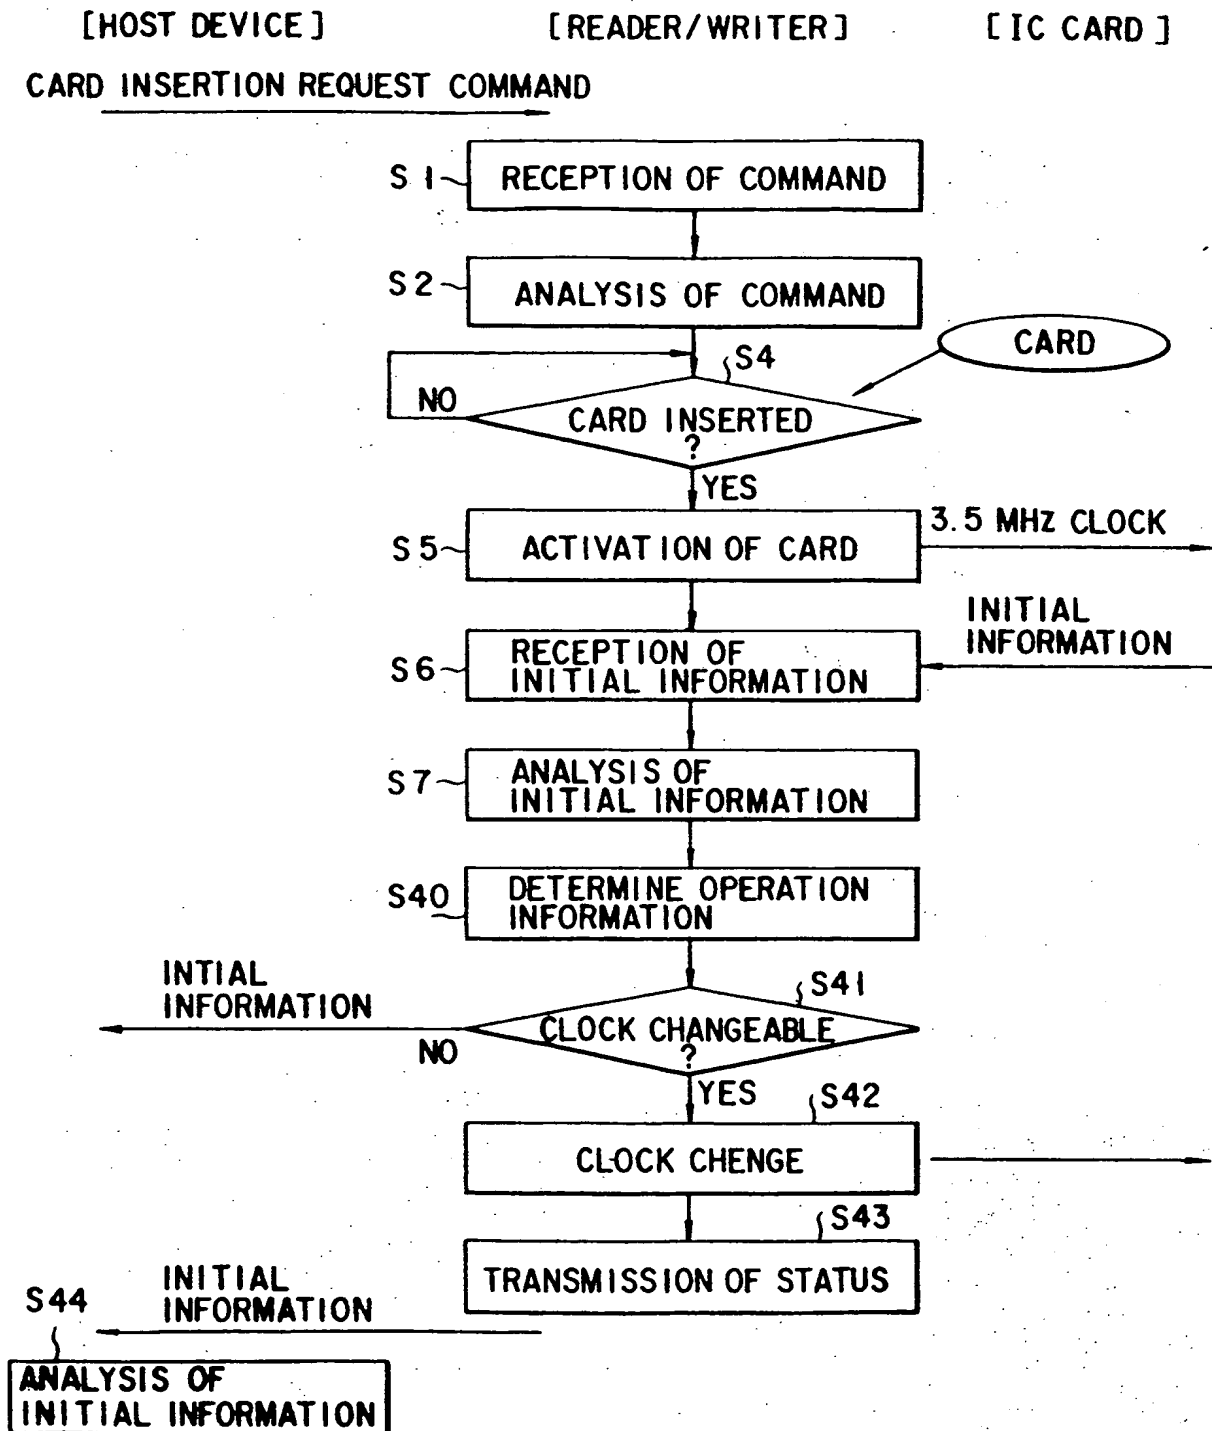 [HOST DEVICE] [READER/WRITER] [IC CARD]
CARD INSERTION REQUEST COMMAND
S1 RECEPTION OF COMMAND
S2 ANALYSIS OF COMMAND
CARD
S4
NO CARD INSERTED
?
YES
S5 ACTIVATION OF CARD 3.5 MHZ CLOCK
INITIAL
INFORMATION
S6 RECEPTION OF
INITIAL INFORMATION
S7 ANALYSIS OF
INITIAL INFORMATION
S40 DETERMINE OPERATION
INFORMATION
INTIAL
INFORMATION
S41
CLOCK CHANGEABLE
?
NO
YES
S42
CLOCK CHENGE
S43
TRANSMISSION OF STATUS
INITIAL
INFORMATION
S44
ANALYSIS OF
INITIAL INFORMATION